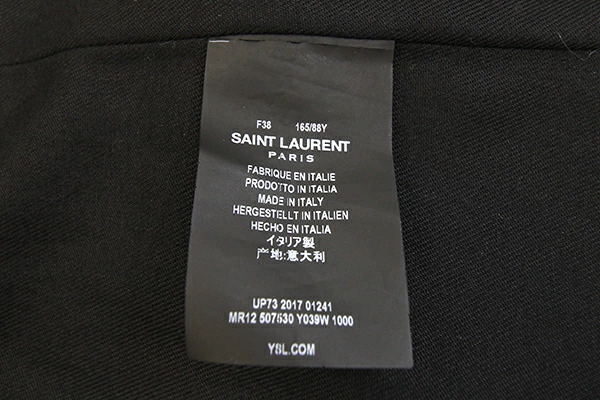 F38 165/88Y
SAINT LAURENT
PARIS
FABRIQUE EN ITALIE
PRODOTTO IN ITALIA
MADE IN ITALY
HERGESTELLT IN ITALIEN
HECHO EN ITALIA
イタリア製
产地:意大利
UP73 2017 01241
MR12 507630 Y039W 1000
YSL.COM